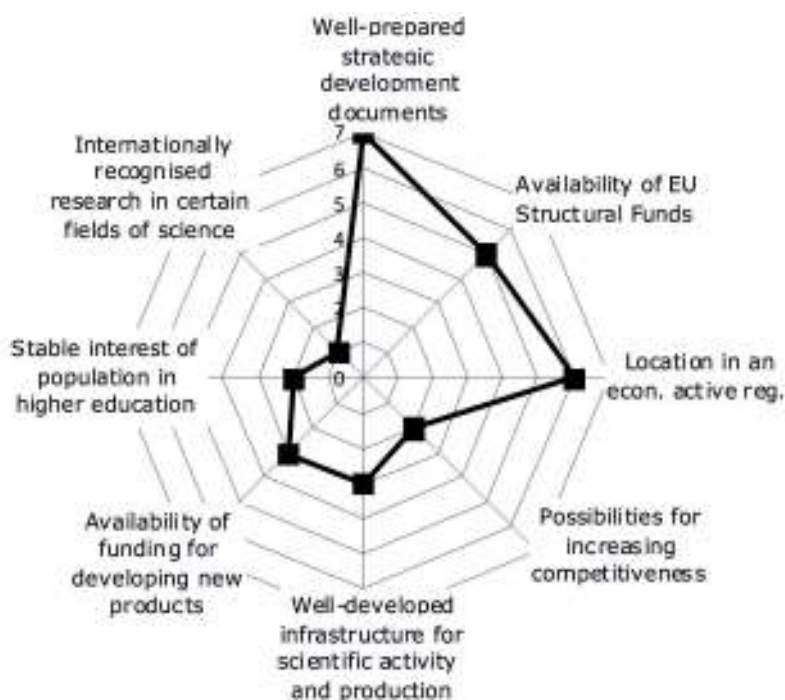 Well-prepared
strategic
development
documents
Internationally
recognised
research in certain
fields of science
Availability of EU
Structural Funds
7
6
5
4
3
2
1
0
Stable interest of
population in
higher education
Location in an
econ. active reg.
Availability of
funding for
developing new
products
Possibilities for
increasing
competitiveness
Well-developed
infrastructure for
scientific activity
and production